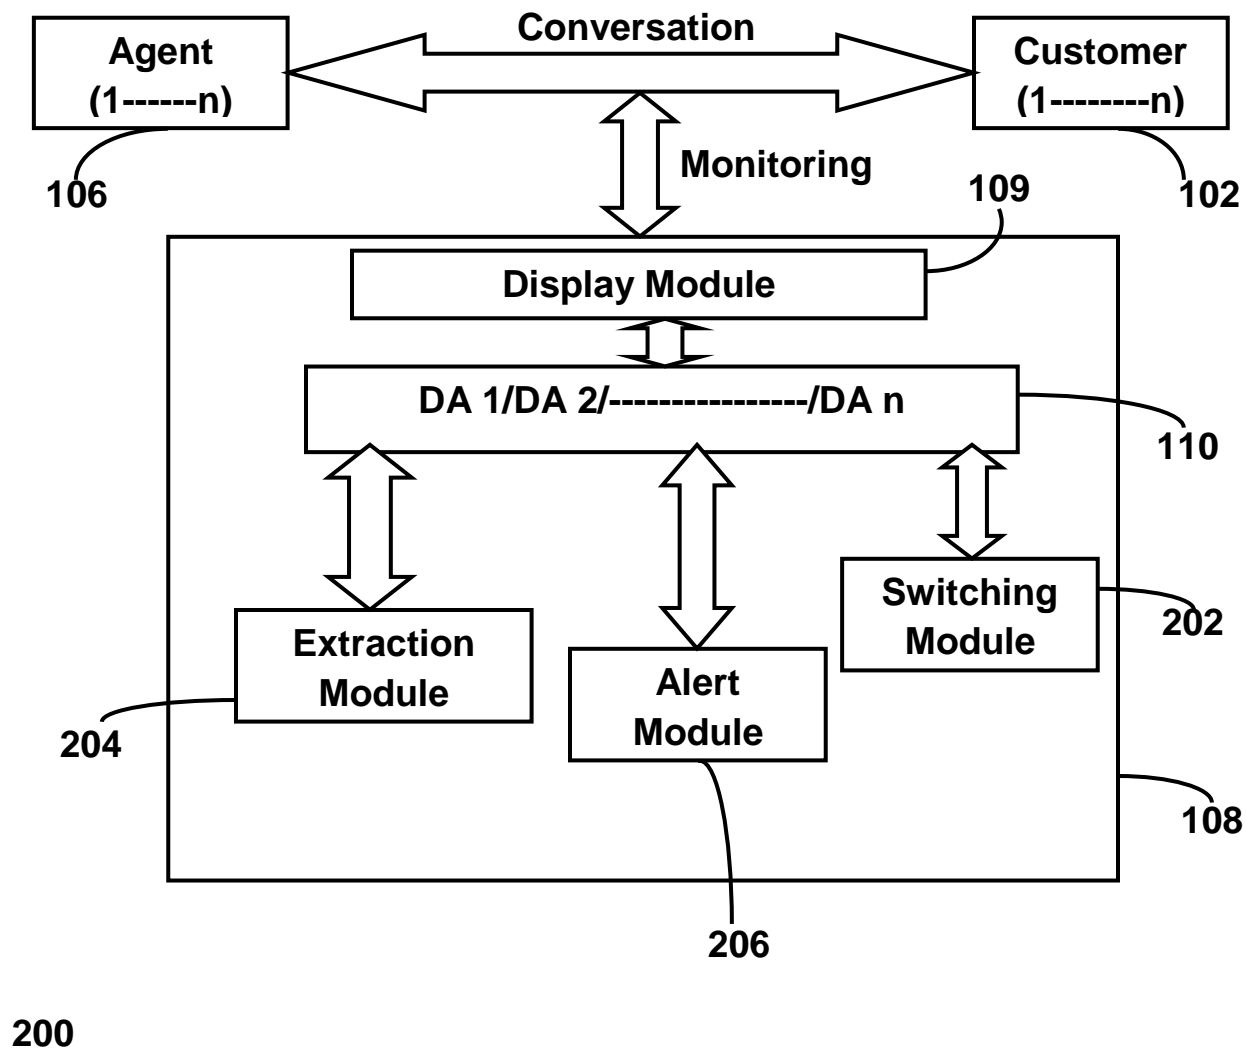 Conversation
Agent
(1------n)
Customer
(1--------n)
106
Monitoring
109
102
Display Module
DA 1/DA 2/----------------/DA n
110
Switching
Module
202
Extraction
Module
204
Alert
Module
108
206
200